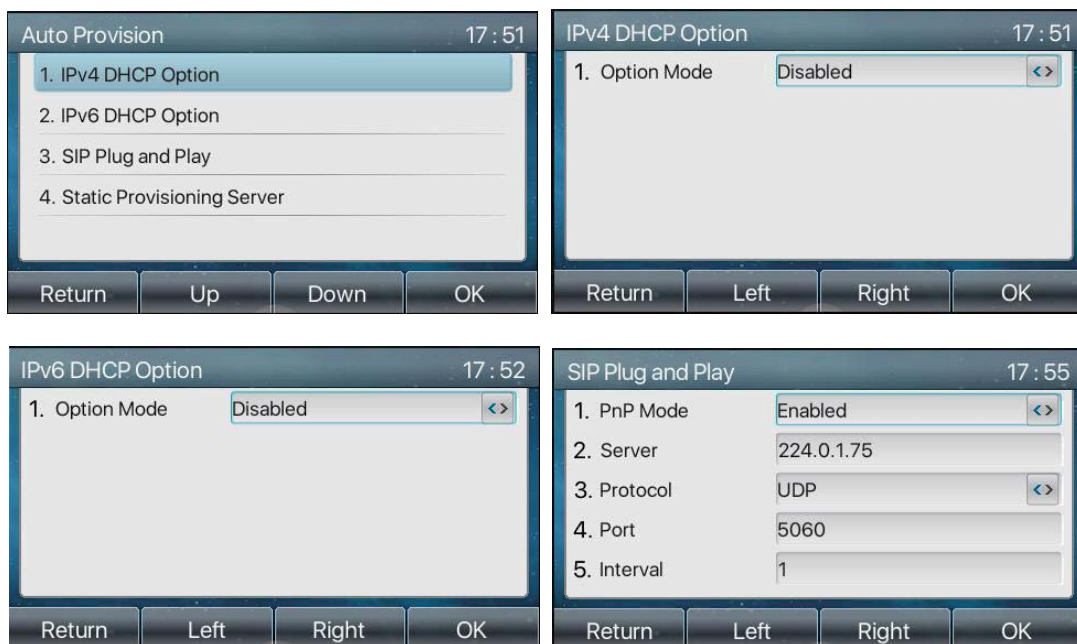 Auto Provision 17:51
1. IPv4 DHCP Option
2. IPv6 DHCP Option
3. SIP Plug and Play
4. Static Provisioning Server
Return Up Down OK
IPv4 DHCP Option 17:51
1. Option Mode Disabled <>
Return Left Right OK
IPv6 DHCP Option 17:52
1. Option Mode Disabled <>
Return Left Right OK
SIP Plug and Play 17:55
1. PnP Mode Enabled <>
2. Server 224.0.1.75
3. Protocol UDP <>
4. Port 5060
5. Interval 1
Return Left Right OK